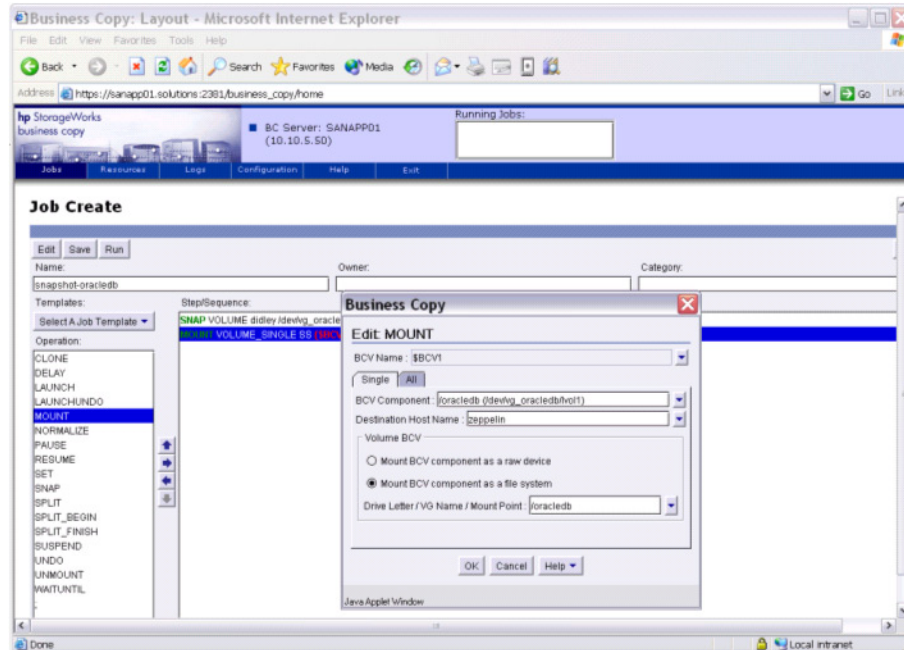 Business Copy: Layout - Microsoft Internet Explorer
File Edit View Favorites Tools Help
Back Search Favorites Media
Address https://sanapp01.solutions:2381/business_copy/home Go Link
hp StorageWorks
business copy
BC Server: SANAPP01
(10.10.5.50)
Running Jobs:
Jobs Resources Logs Configuration Help Exit
Job Create
Edit Save Run
Name: Owner: Category:
snapshot-oracledb
Templates: Step/Sequence:
Select A Job Template
SNAP VOLUME didley /dev/vg_oracle
MOUNT VOLUME_SINGLE SS
Operation:
CLONE
DELAY
LAUNCH
LAUNCHUNDO
MOUNT
NORMALIZE
PAUSE
RESUME
SET
SNAP
SPLIT
SPLIT_BEGIN
SPLIT_FINISH
SUSPEND
UNDO
UNMOUNT
WAITUNTIL
;
Business Copy
Edit: MOUNT
BCV Name : $BCV1
Single All
BCV Component : /oracledb (/dev/vg_oracledb/lvol1)
Destination Host Name : zeppelin
Volume BCV
Mount BCV component as a raw device
Mount BCV component as a file system
Drive Letter / VG Name / Mount Point : /oracledb
OK Cancel Help
Java Applet Window
Done Local intranet